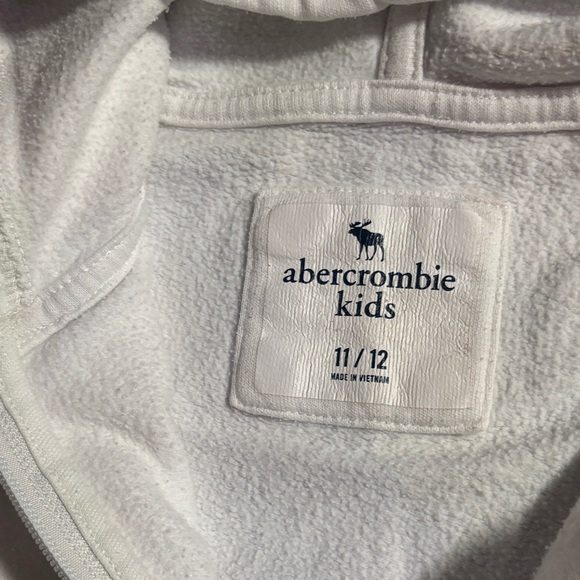 abercrombie
kids
11 / 12
MADE IN VIETNAM